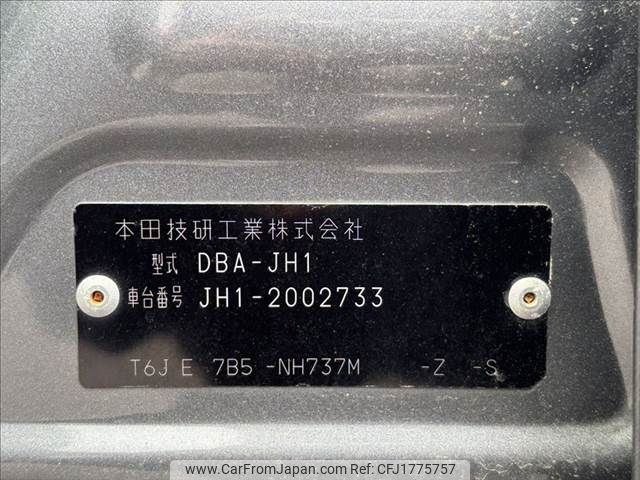 本田技研工業株式会社
型式 DBA-JH1
車台番号 JH1-2002733
T6J E 7B5 -NH737M -Z -S
www.CarFromJapan.com | Ref. no: CFJ1775757